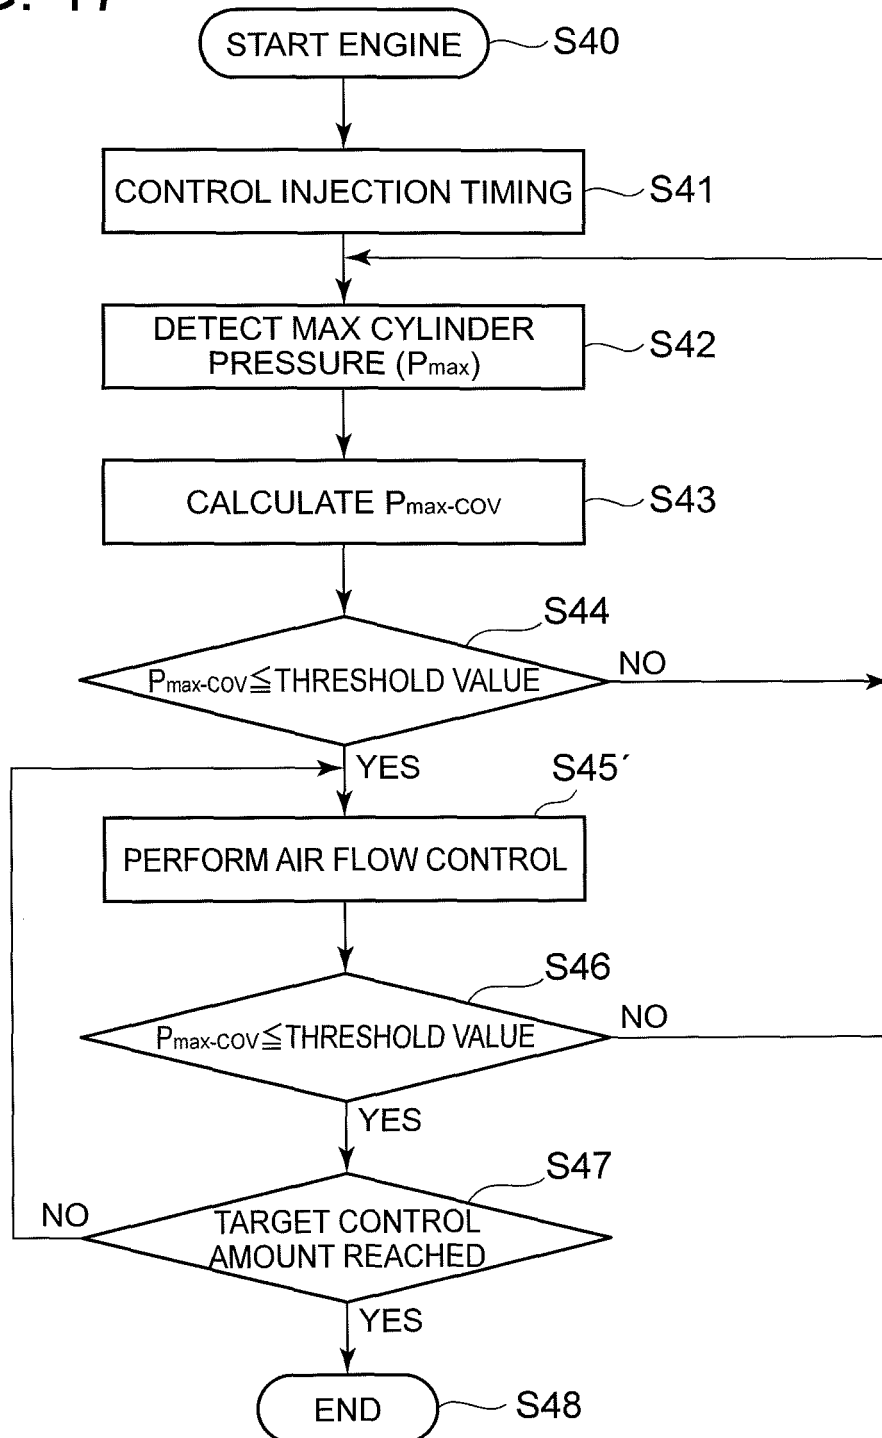 START ENGINE
S40
CONTROL INJECTION TIMING
S41
DETECT MAX CYLINDER
PRESSURE (Pmax)
S42
CALCULATE Pmax-COV
S43
S44
Pmax-COV≦THRESHOLD VALUE
NO
YES
S45´
PERFORM AIR FLOW CONTROL
S46
Pmax-COV≦THRESHOLD VALUE
NO
YES
S47
NO
TARGET CONTROL
AMOUNT REACHED
YES
END
S48